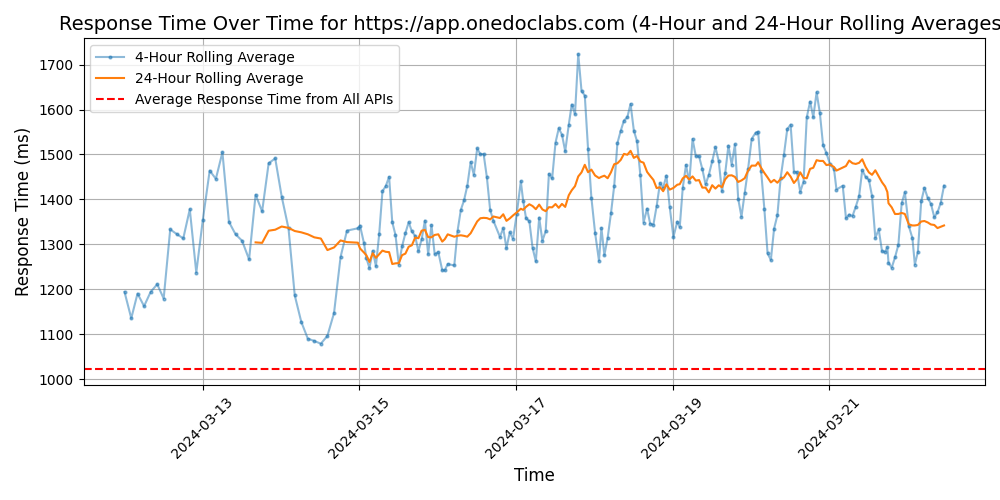 Response Time Over Time for https://app.onedoclabs.com (4-Hour and 24-Hour Rolling Averages
4-Hour Rolling Average
24-Hour Rolling Average
Average Response Time from All APIs
Response Time (ms)
1700
1600
1500
1400
1300
1200
1100
1000
2024-03-13
2024-03-15
2024-03-17
2024-03-19
2024-03-21
Time